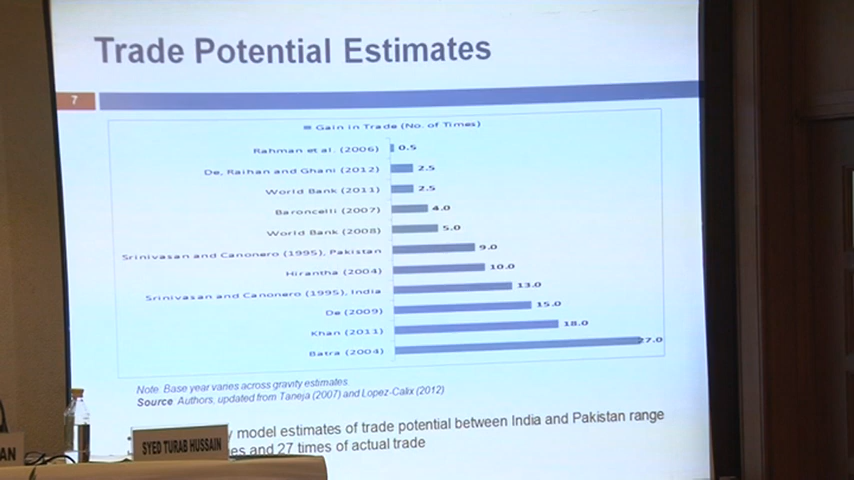 Trade Potential Estimates
7
Gain in Trade (No. of Times)
Rahman et al. (2006) 0.5
De, Raihan and Ghani (2012) 2.5
World Bank (2011) 2.5
Baroncelli (2007) 4.0
World Bank (2008) 5.0
Srinivasan and Canonero (1995), Pakistan 9.0
Hirantha (2004) 10.0
Srinivasan and Canonero (1995), India 13.0
De (2009) 15.0
Khan (2011) 18.0
Batra (2004) 27.0
Note: Base year varies across gravity estimates
Source: Authors, updated from Taneja (2007) and Lopez-Calix (2012)
model estimates of trade potential between India and Pakistan range
and 27 times of actual trade
SYED TURAB HUSSAIN
AN